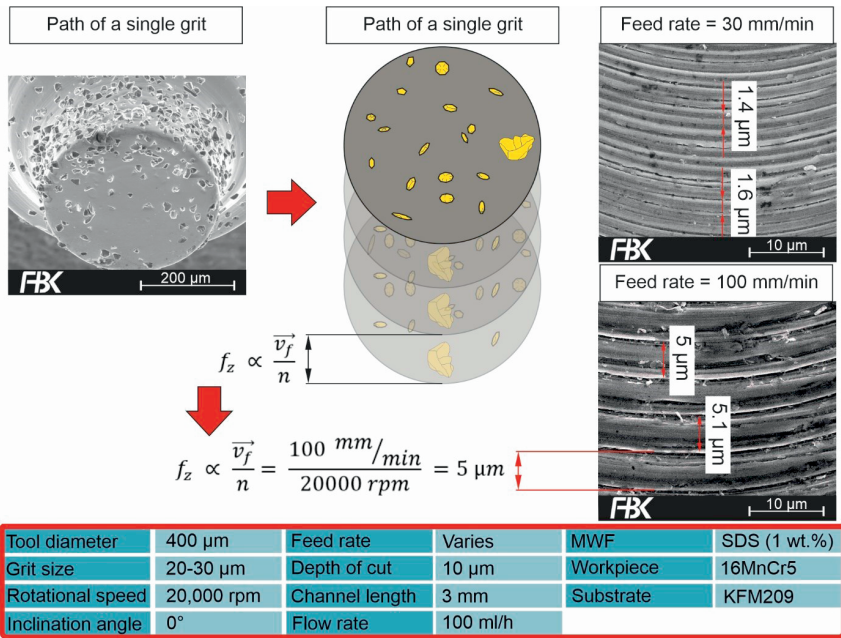 Path of a single grit
Path of a single grit
Feed rate = 30 mm/min
1.4 µm
1.6 µm
FBK
200 µm
FBK
10 µm
Feed rate = 100 mm/min
5 µm
5.1 µm
f_z ∝ v_f / n
f_z ∝ v_f / n = 100 mm/min / 20000 rpm = 5 µm
FBK
10 µm
Tool diameter 400 µm Feed rate Varies MWF SDS (1 wt.%)
Grit size 20-30 µm Depth of cut 10 µm Workpiece 16MnCr5
Rotational speed 20,000 rpm Channel length 3 mm Substrate KFM209
Inclination angle 0° Flow rate 100 ml/h